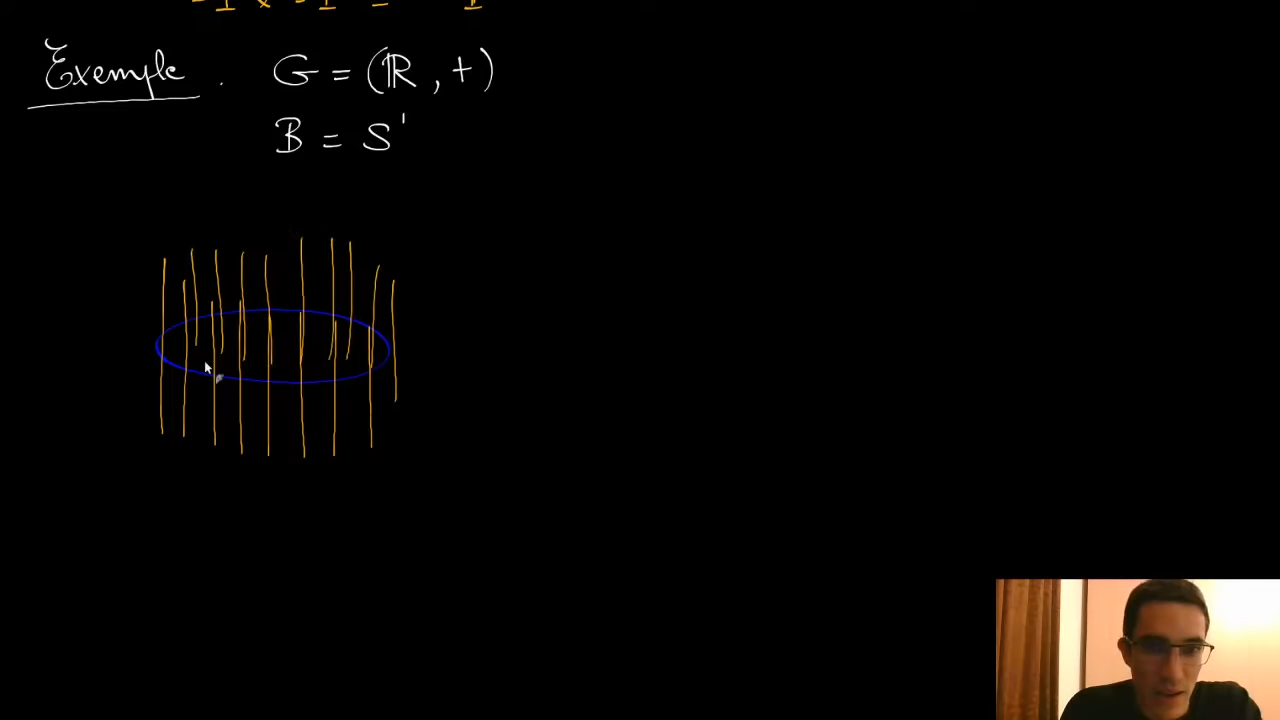 Exemple . G = (ℝ, +)
B = S¹